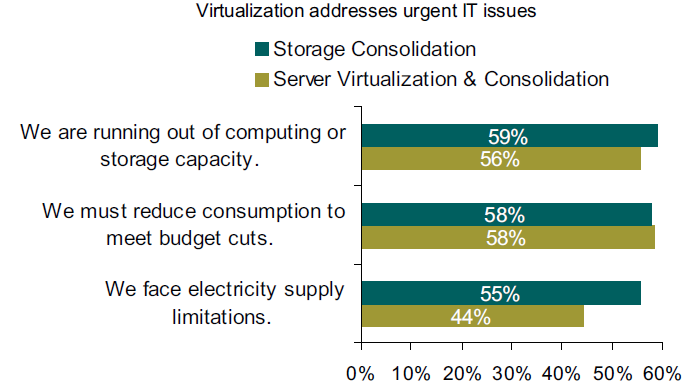 Virtualization addresses urgent IT issues
Storage Consolidation
Server Virtualization & Consolidation
We are running out of computing or
storage capacity.
59%
56%
We must reduce consumption to
meet budget cuts.
58%
58%
We face electricity supply
limitations.
55%
44%
0% 10% 20% 30% 40% 50% 60%